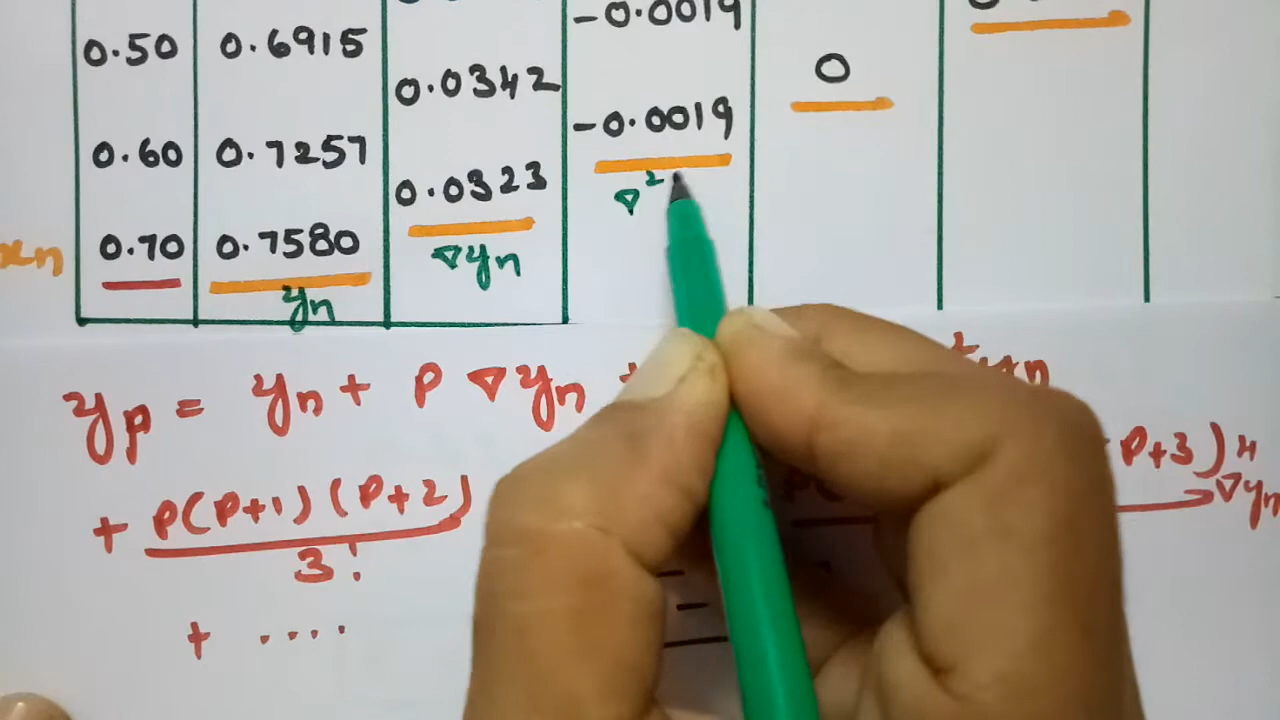 -0.0019
0.50 0.6915
0.0342 0
-0.0019
0.60 0.7257
0.0323 ∇²
xn 0.70 0.7580 ∇yn
yn
yp = yn + P ∇yn + yn
+ P(P+1)(P+2) P+3) ∇⁴yn
3!
+ ....